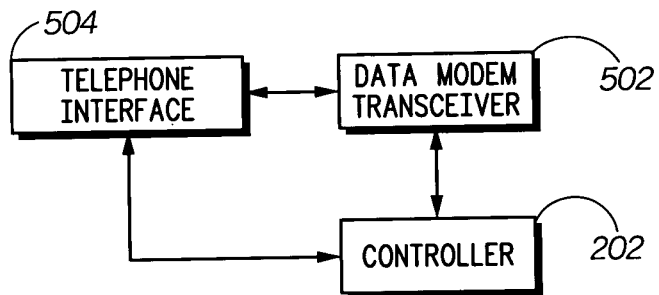 504
TELEPHONE
INTERFACE
DATA MODEM
TRANSCEIVER
502
CONTROLLER
202